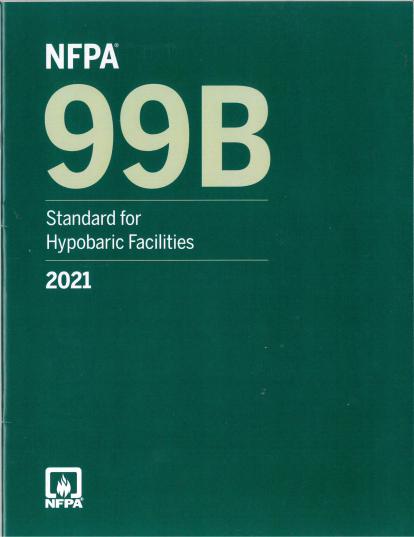 NFPA®
99B
Standard for
Hypobaric Facilities
2021
NFPA®